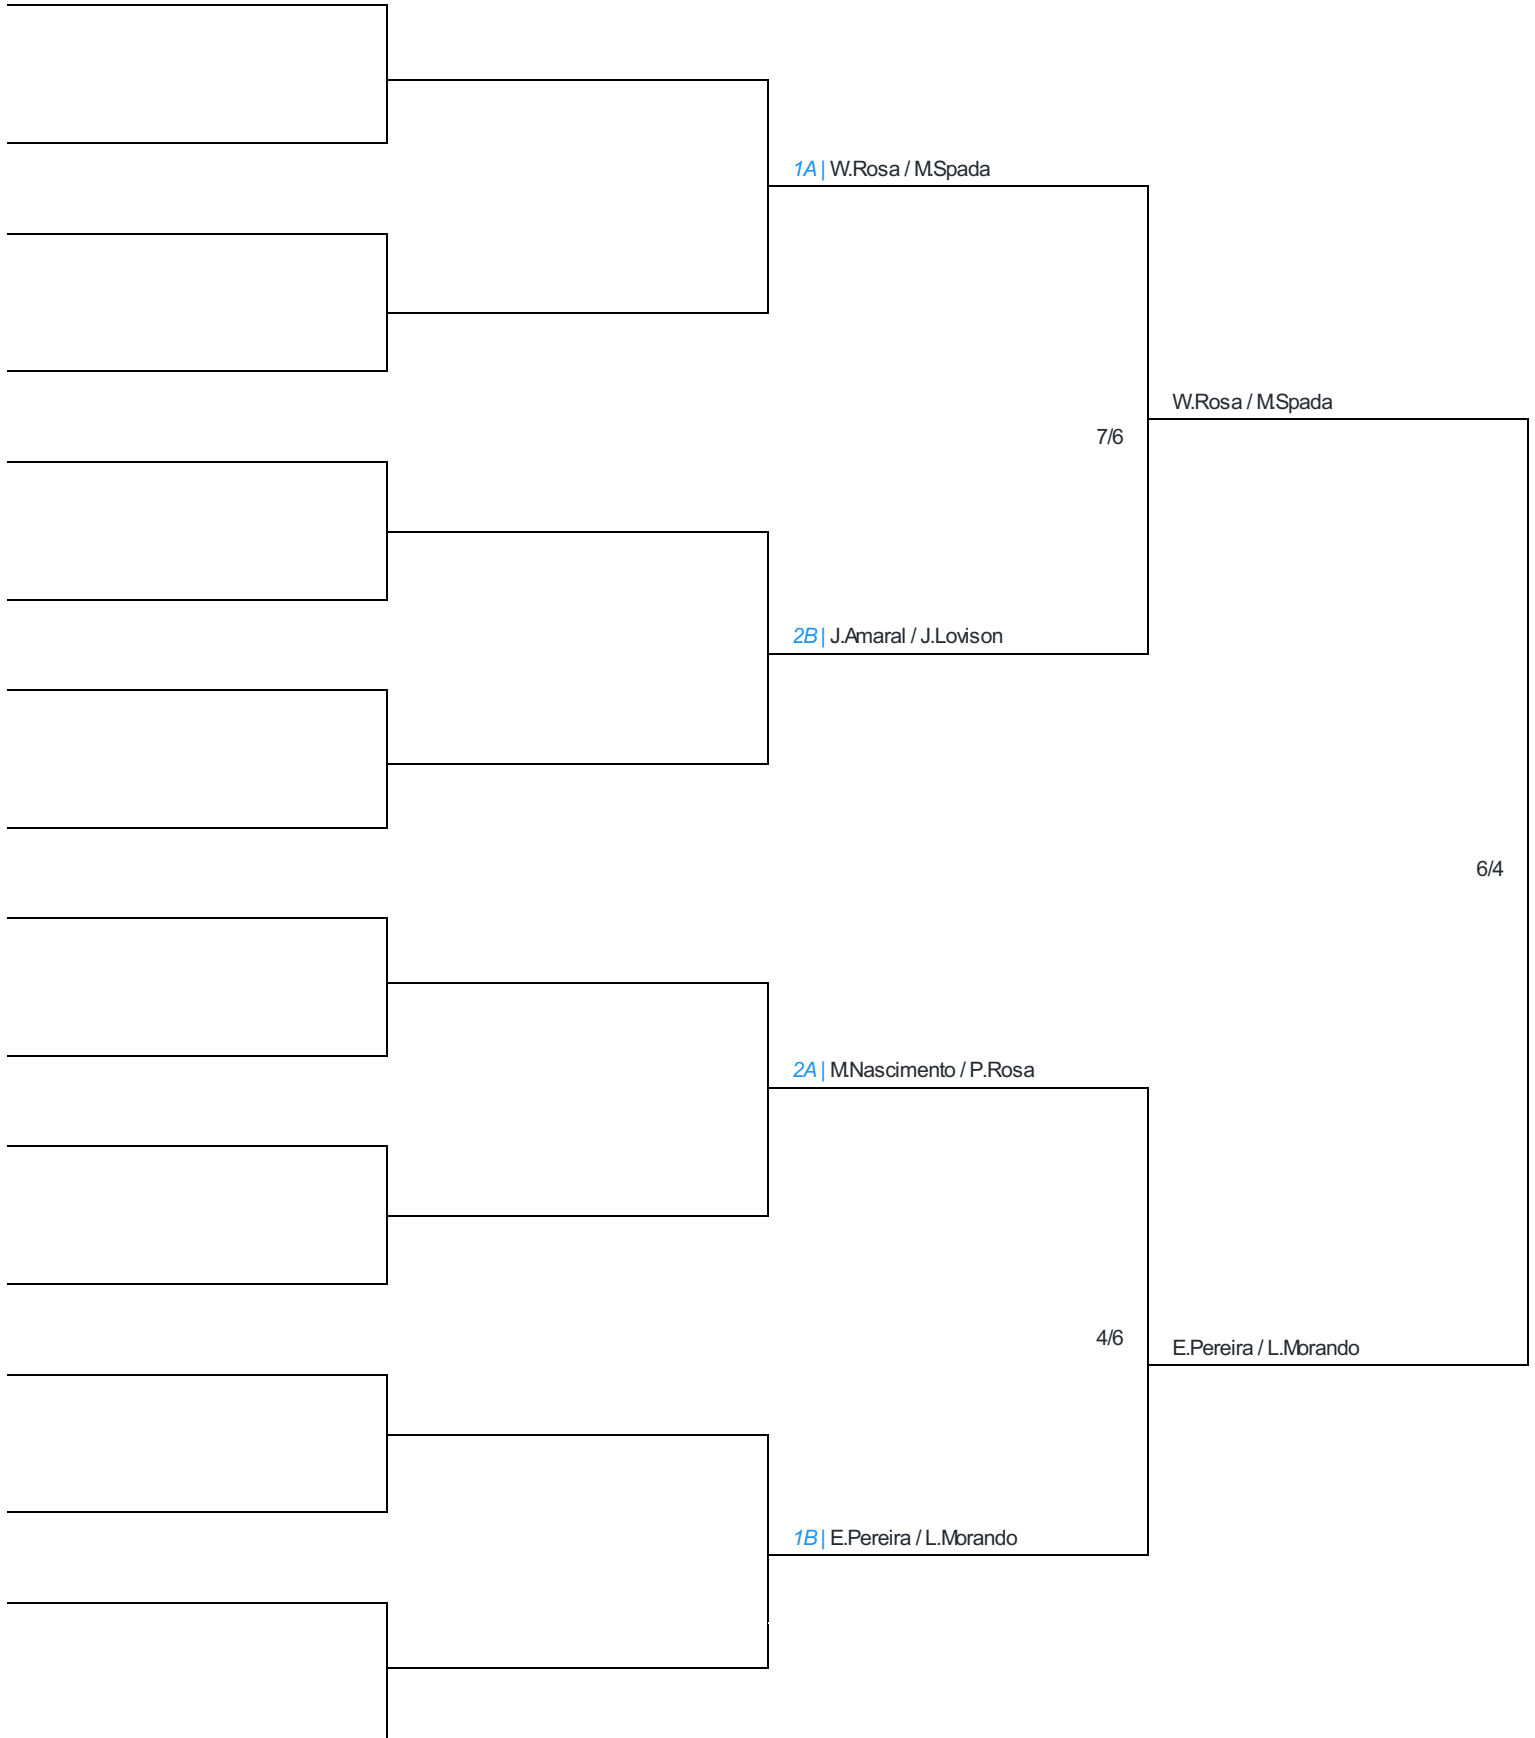 1A | W.Rosa / M.Spada
W.Rosa / M.Spada
7/6
2B | J.Amaral / J.Lovison
6/4
2A | M.Nascimento / P.Rosa
4/6
E.Pereira / L.Morando
1B | E.Pereira / L.Morando